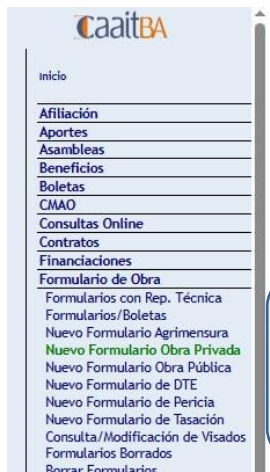 CaaitBA
Inicio
Afiliación
Aportes
Asambleas
Beneficios
Boletas
CMAO
Consultas Online
Contratos
Financiaciones
Formulario de Obra
Formularios con Rep. Técnica
Formularios/Boletas
Nuevo Formulario Agrimensura
Nuevo Formulario Obra Privada
Nuevo Formulario Obra Pública
Nuevo Formulario de DTE
Nuevo Formulario de Pericia
Nuevo Formulario de Tasación
Consulta/Modificación de Visados
Formularios Borrados
Borrar Formularios